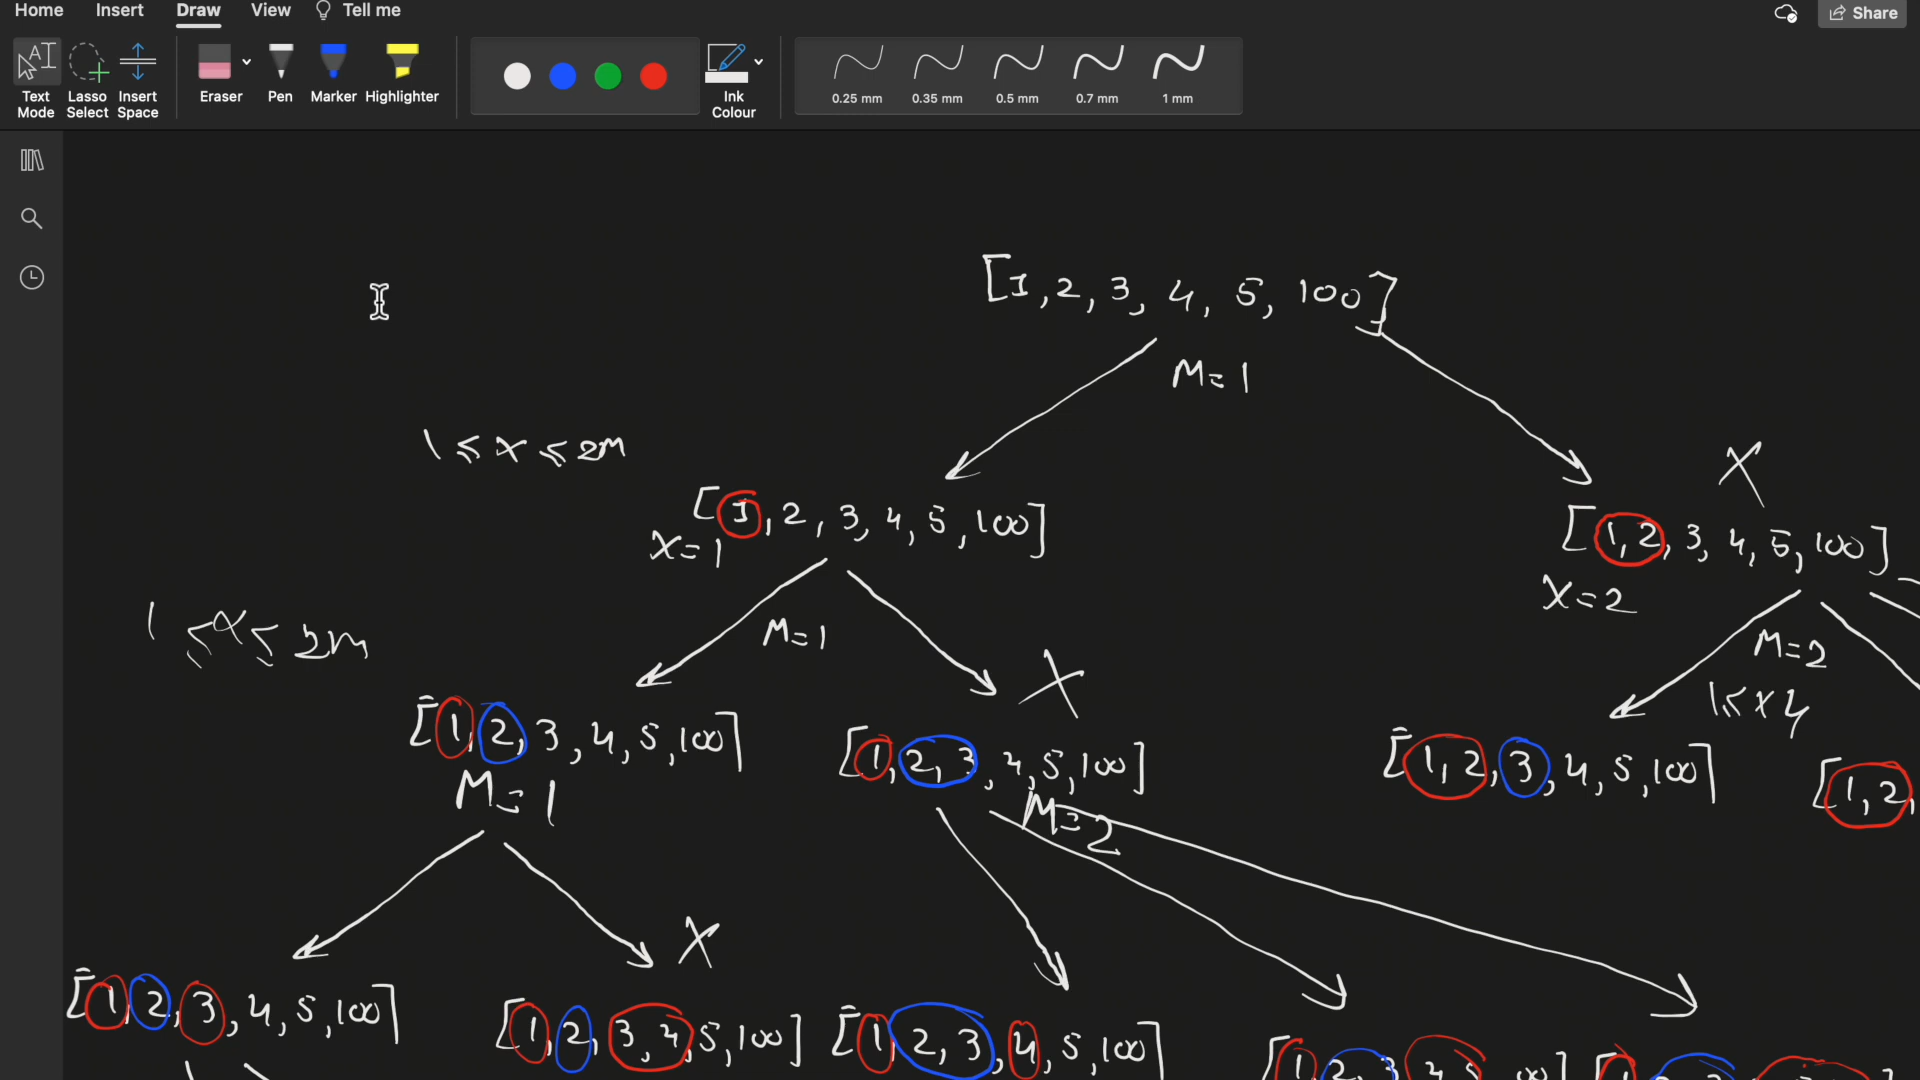 Home Insert Draw View Tell me Share
Text Mode
Lasso Select
Insert Space
Eraser
Pen
Marker
Highlighter
Ink Colour
0.25 mm 0.35 mm 0.5 mm 0.7 mm 1 mm
[1, 2, 3, 4, 5, 100]
M=1
1 ≤ x ≤ 2M
X
[1, 2, 3, 4, 5, 100]
X=1
[1, 2, 3, 4, 5, 100]
X=2
1 ≤ x ≤ 2M
M=1
X
M=2
1 ≤ x 4
[1, 2, 3, 4, 5, 100]
M=1
[1, 2, 3, 4, 5, 100]
M=2
[1, 2, 3, 4, 5, 100]
[1, 2,
X
[1, 2, 3, 4, 5, 100]
[1, 2, 3, 4, 5, 100]
[1, 2, 3, 4, 5, 100]